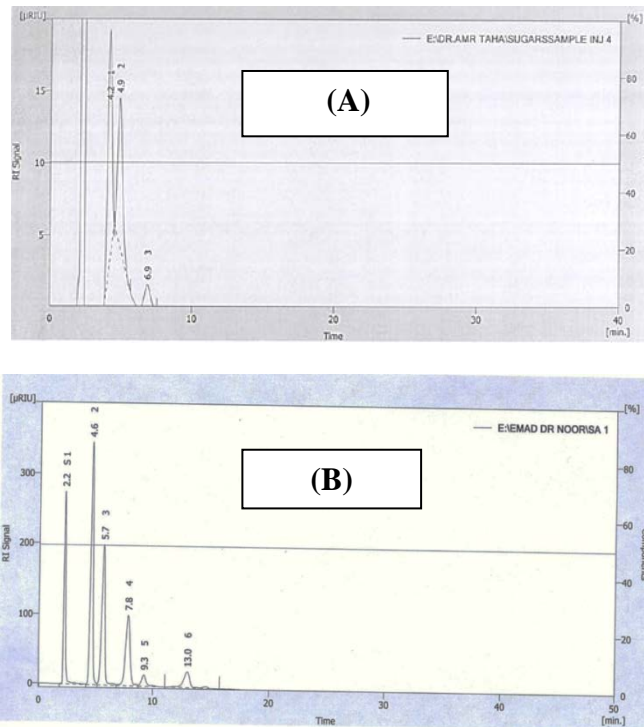 [µRIU]
[%]
E:\DR.AMR TAHA\SUGARSSAMPLE INJ 4
(A)
15
10
5
80
60
40
20
0
RI Signal
4.2 1
4.9 2
6.9 3
0
10
20
30
40
Time
[min.]
[µRIU]
[%]
E:\EMAD DR NOOR\SA 1
(B)
300
200
100
0
80
60
40
20
0
RI Signal
2.2 S 1
4.6 2
5.7 3
7.8 4
9.3 5
13.0 6
0
10
20
30
40
50
Time
[min.]